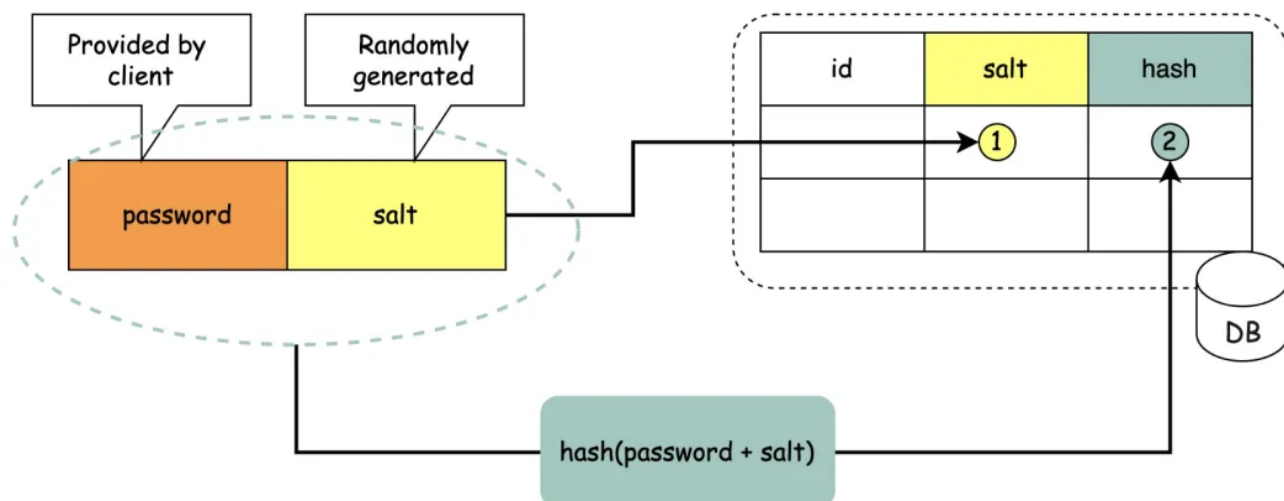 Provided by
client
Randomly
generated
password
salt
id
salt
hash
1
2
DB
hash(password + salt)